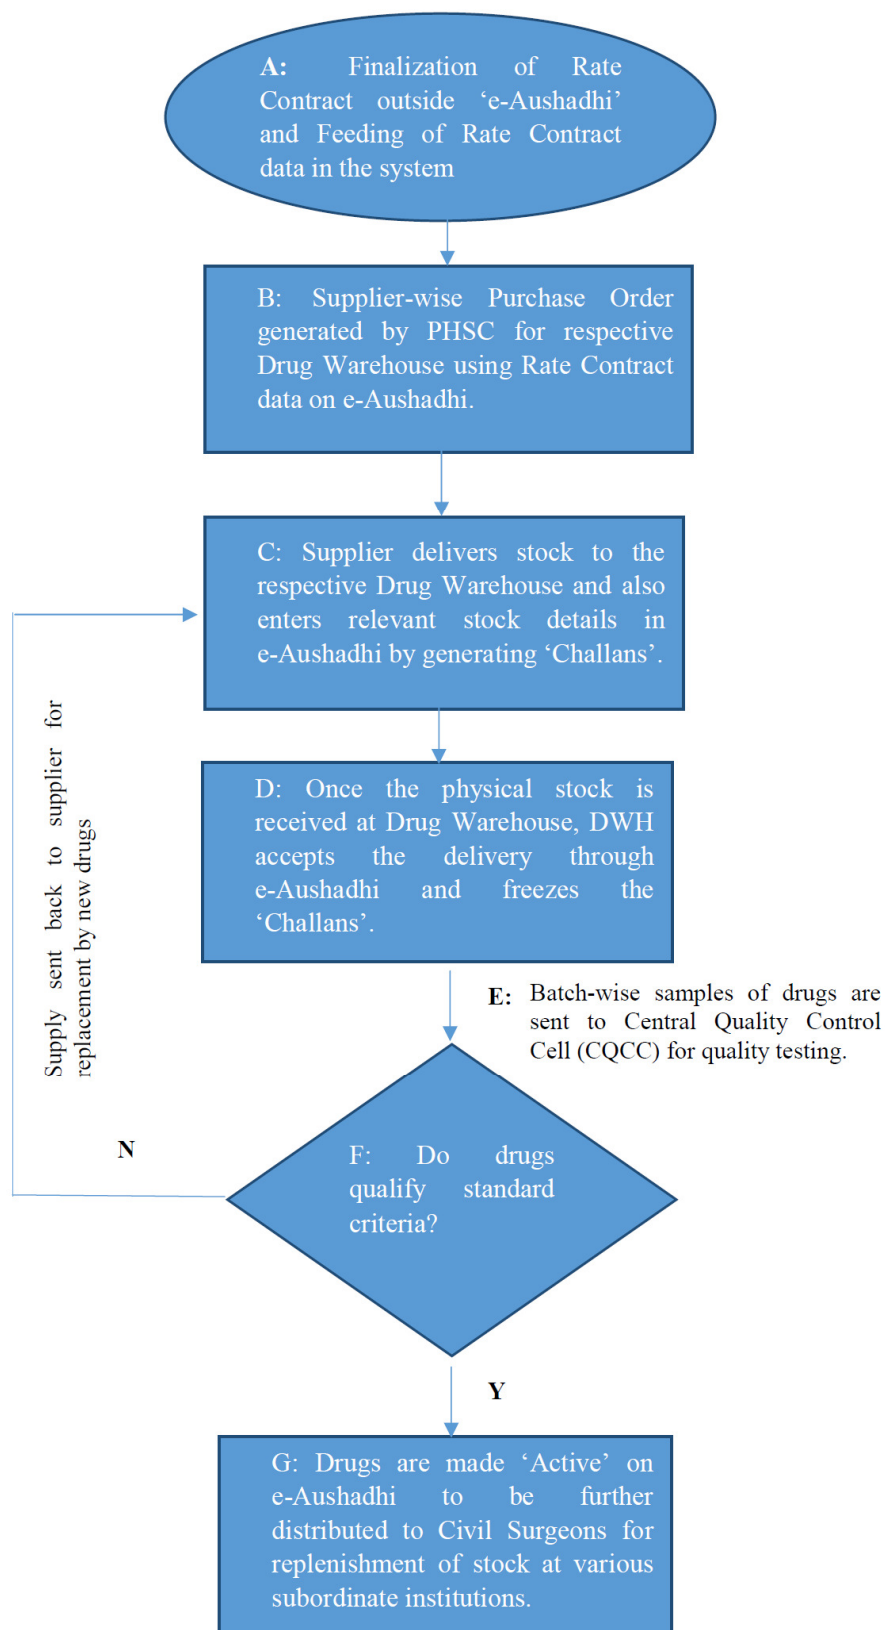 A: Finalization of Rate
Contract outside ‘e-Aushadhi’
and Feeding of Rate Contract
data in the system
B: Supplier-wise Purchase Order
generated by PHSC for respective
Drug Warehouse using Rate Contract
data on e-Aushadhi.
C: Supplier delivers stock to the
respective Drug Warehouse and also
enters relevant stock details in
e-Aushadhi by generating ‘Challans’.
Supply sent back to supplier for
replacement by new drugs
D: Once the physical stock is
received at Drug Warehouse, DWH
accepts the delivery through
e-Aushadhi and freezes the
‘Challans’.
E: Batch-wise samples of drugs are
sent to Central Quality Control
Cell (CQCC) for quality testing.
N
F: Do drugs
qualify standard
criteria?
Y
G: Drugs are made ‘Active’ on
e-Aushadhi to be further
distributed to Civil Surgeons for
replenishment of stock at various
subordinate institutions.